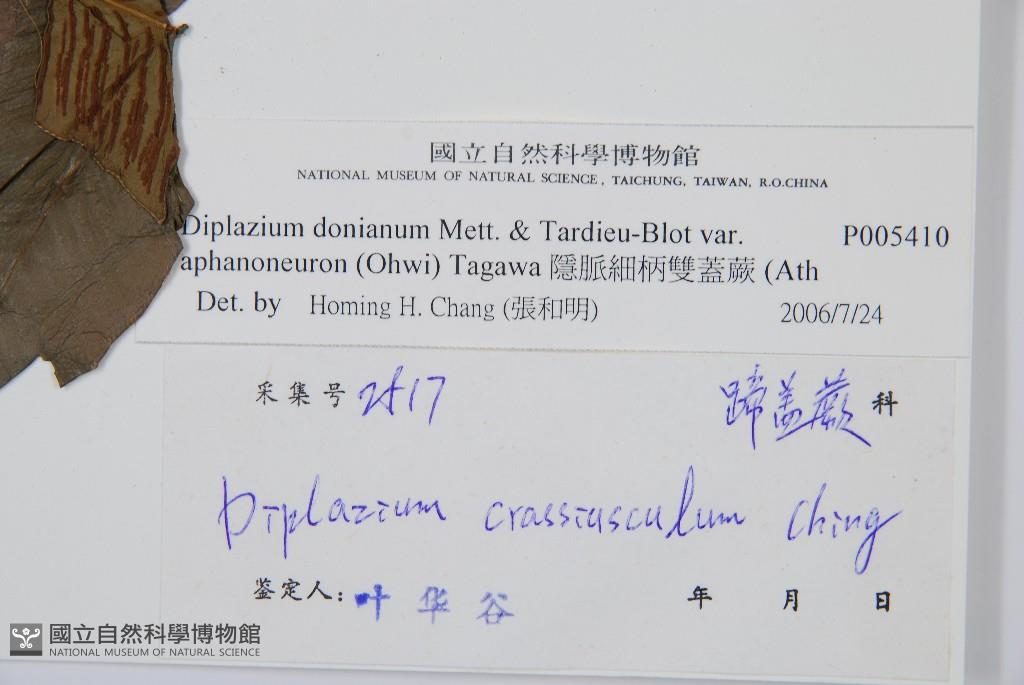 國立自然科學博物館
NATIONAL MUSEUM OF NATURAL SCIENCE, TAICHUNG, TAIWAN, R.O.CHINA
Diplazium donianum Mett. & Tardieu-Blot var. P005410
aphanoneuron (Ohwi) Tagawa 隱脈細柄雙蓋蕨 (Ath
Det. by Homing H. Chang (張和明) 2006/7/24
采集号 2517 蹄盖蕨科
Diplazium crassiusculum Ching
鉴定人: 叶华谷 年 月 日
國立自然科學博物館
NATIONAL MUSEUM OF NATURAL SCIENCE